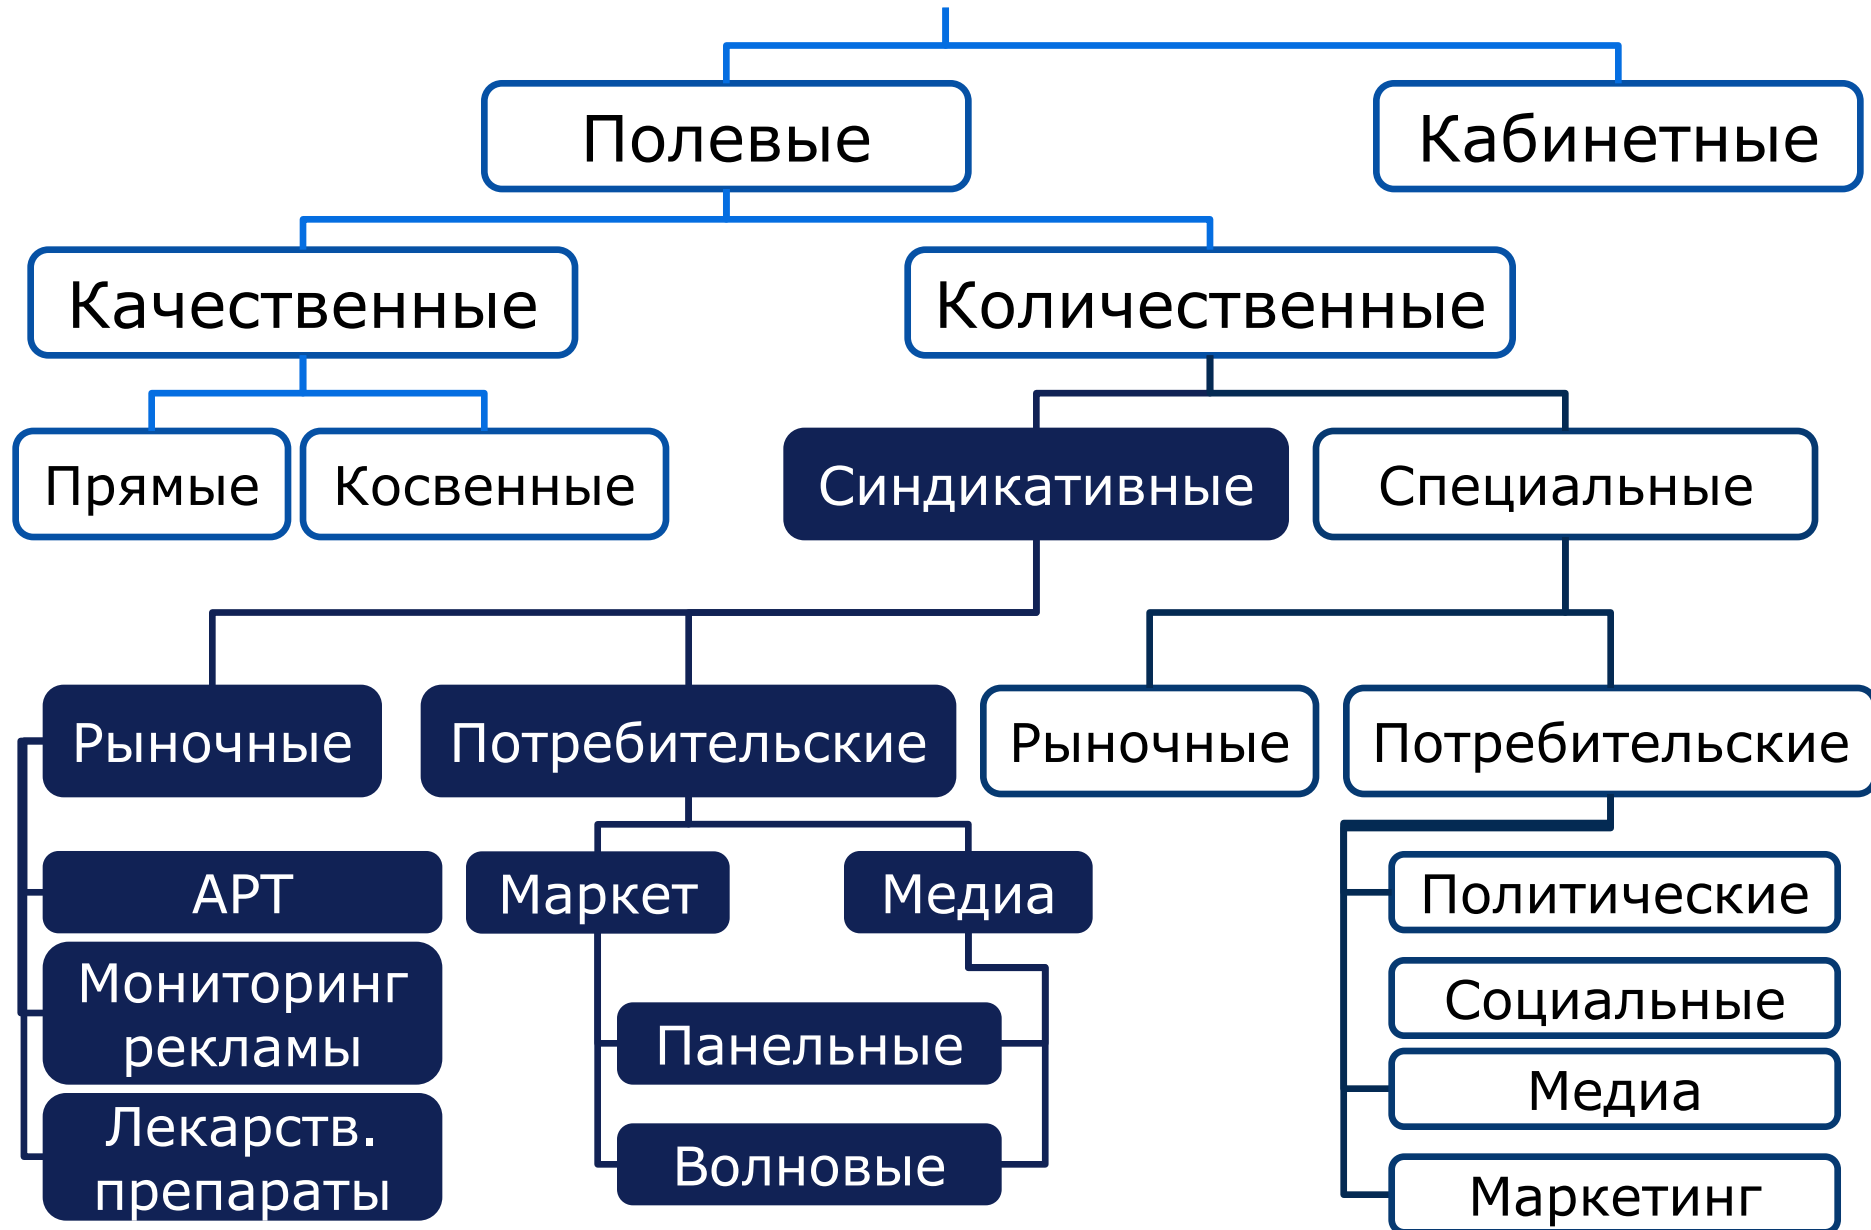 Полевые
Кабинетные
Качественные
Количественные
Прямые
Косвенные
Синдикативные
Специальные
Рыночные
Потребительские
Рыночные
Потребительские
АРТ
Маркет
Медиа
Политические
Мониторинг
рекламы
Социальные
Панельные
Медиа
Лекарств.
препараты
Волновые
Маркетинг